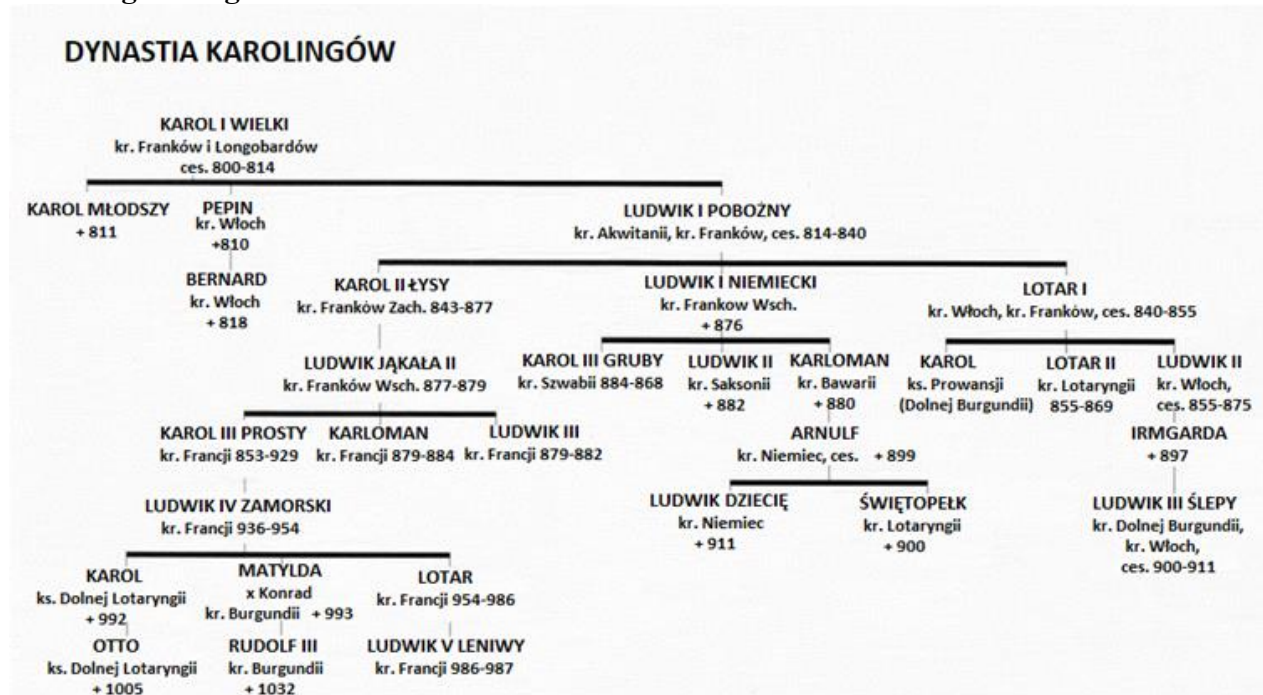 DYNASTIA KAROLINGÓW
KAROL I WIELKI
kr. Franków i Longobardów
ces. 800-814
KAROL MŁODSZY
+ 811
PEPIN
kr. Włoch
+810
LUDWIK I POBOŻNY
kr. Akwitanii, kr. Franków, ces. 814-840
BERNARD
kr. Włoch
+ 818
KAROL II ŁYSY
kr. Franków Zach. 843-877
LUDWIK I NIEMIECKI
kr. Frankow Wsch.
+ 876
LOTAR I
kr. Włoch, kr. Franków, ces. 840-855
LUDWIK JĄKAŁA II
kr. Franków Wsch. 877-879
KAROL III GRUBY
kr. Szwabii 884-868
LUDWIK II
kr. Saksonii
+ 882
KARLOMAN
kr. Bawarii
+ 880
KAROL
ks. Prowansji
(Dolnej Burgundii)
LOTAR II
kr. Lotaryngii
855-869
LUDWIK II
kr. Włoch,
ces. 855-875
KAROL III PROSTY
kr. Francji 853-929
KARLOMAN
kr. Francji 879-884
LUDWIK III
kr. Francji 879-882
ARNULF
kr. Niemiec, ces. + 899
IRMGARDA
+ 897
LUDWIK IV ZAMORSKI
kr. Francji 936-954
LUDWIK DZIECIĘ
kr. Niemiec
+ 911
ŚWIĘTOPEŁK
kr. Lotaryngii
+ 900
LUDWIK III ŚLEPY
kr. Dolnej Burgundii,
kr. Włoch,
ces. 900-911
KAROL
ks. Dolnej Lotaryngii
+ 992
MATYLDA
x Konrad
kr. Burgundii + 993
LOTAR
kr. Francji 954-986
OTTO
ks. Dolnej Lotaryngii
+ 1005
RUDOLF III
kr. Burgundii
+ 1032
LUDWIK V LENIWY
kr. Francji 986-987